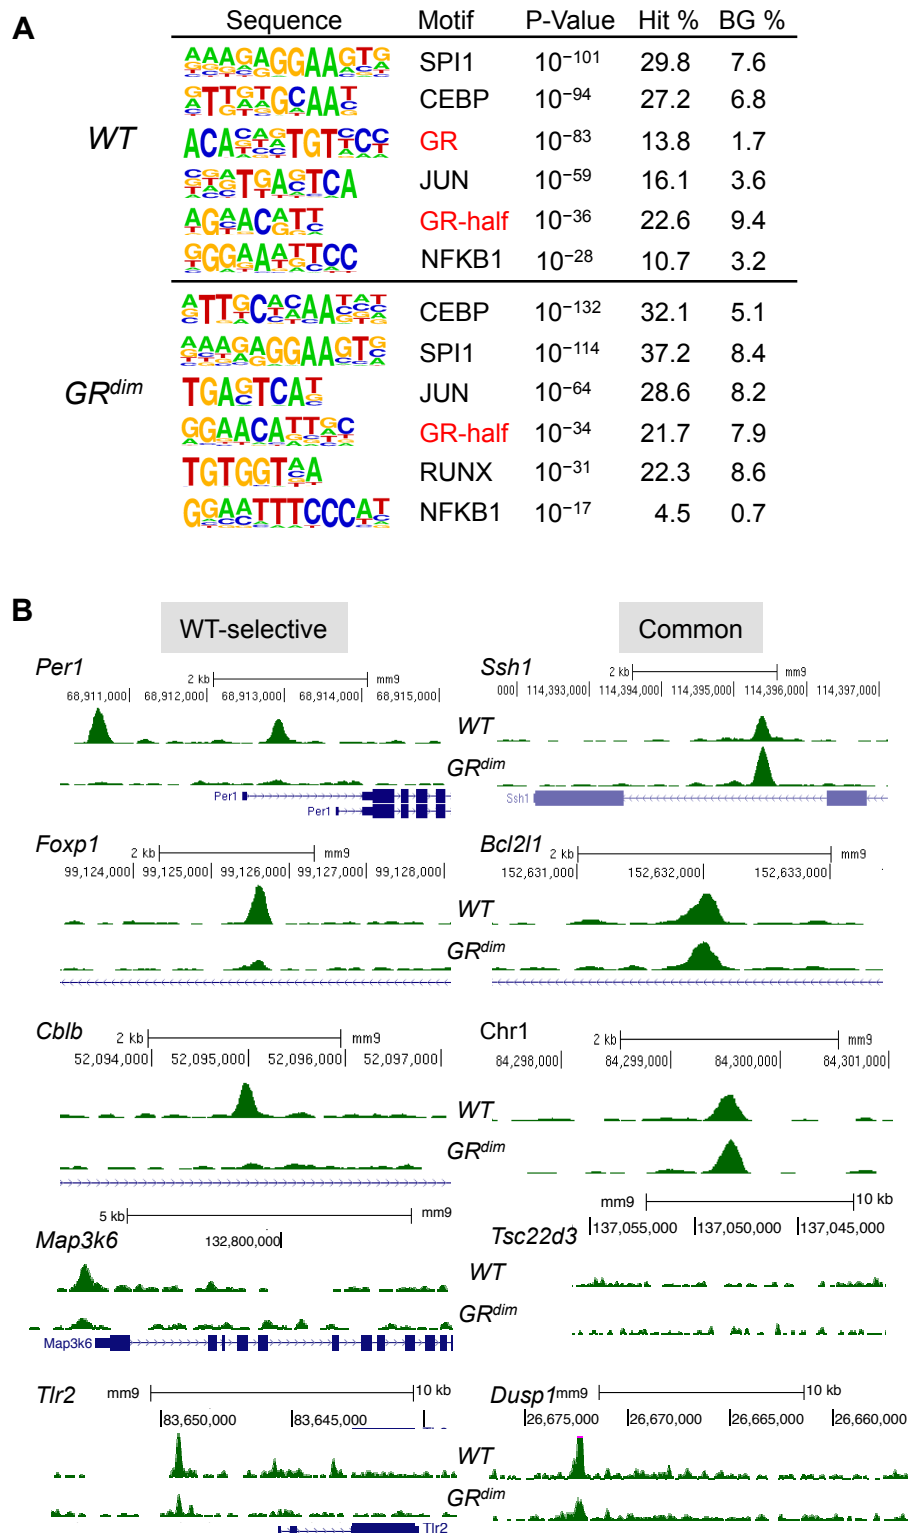 A
Sequence Motif P-Value Hit % BG %
WT
SPI1 10−101 29.8 7.6
CEBP 10−94 27.2 6.8
GR 10−83 13.8 1.7
JUN 10−59 16.1 3.6
GR-half 10−36 22.6 9.4
NFKB1 10−28 10.7 3.2
GRdim
CEBP 10−132 32.1 5.1
SPI1 10−114 37.2 8.4
JUN 10−64 28.6 8.2
GR-half 10−34 21.7 7.9
RUNX 10−31 22.3 8.6
NFKB1 10−17 4.5 0.7
B
WT-selective
Common
Per1
2 kb mm9
68,911,000 68,912,000 68,913,000 68,914,000 68,915,000
Per1
Per1
Ssh1
2 kb mm9
000 114,393,000 114,394,000 114,395,000 114,396,000 114,397,000
WT
GRdim
Ssh1
Foxp1
2 kb mm9
99,124,000 99,125,000 99,126,000 99,127,000 99,128,000
Bcl2l1
2 kb mm9
152,631,000 152,632,000 152,633,000
WT
GRdim
Cblb
2 kb mm9
52,094,000 52,095,000 52,096,000 52,097,000
Chr1
2 kb mm9
84,298,000 84,299,000 84,300,000 84,301,000
WT
GRdim
5 kb mm9
Map3k6
132,800,000
Map3k6
mm9 10 kb
137,055,000 137,050,000 137,045,000
Tsc22d3
WT
GRdim
Tlr2
mm9 10 kb
83,650,000 83,645,000
Tlr2
Dusp1
mm9 10 kb
26,675,000 26,670,000 26,665,000 26,660,000
WT
GRdim